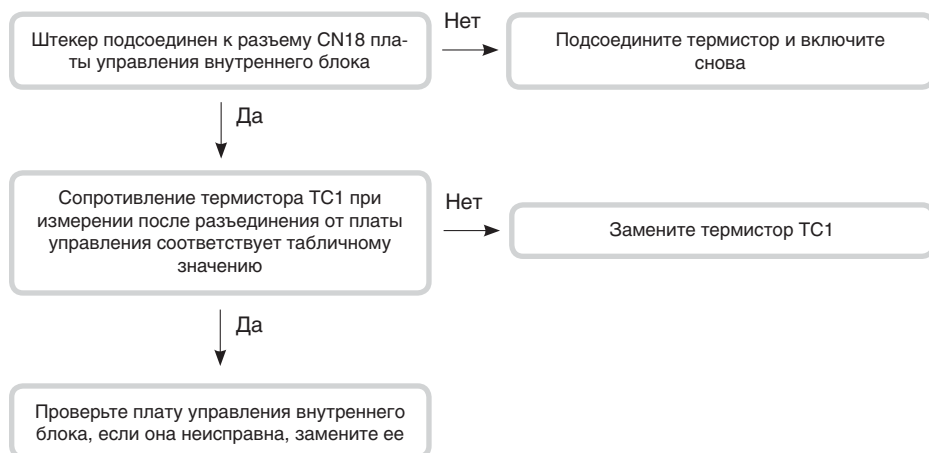 Штекер подсоединен к разъему CN18 пла-
ты управления внутреннего блока
Нет
Подсоедините термистор и включите
снова
Да
Сопротивление термистора ТС1 при
измерении после разъединения от платы
управления соответствует табличному
значению
Нет
Замените термистор ТС1
Да
Проверьте плату управления внутреннего
блока, если она неисправна, замените ее